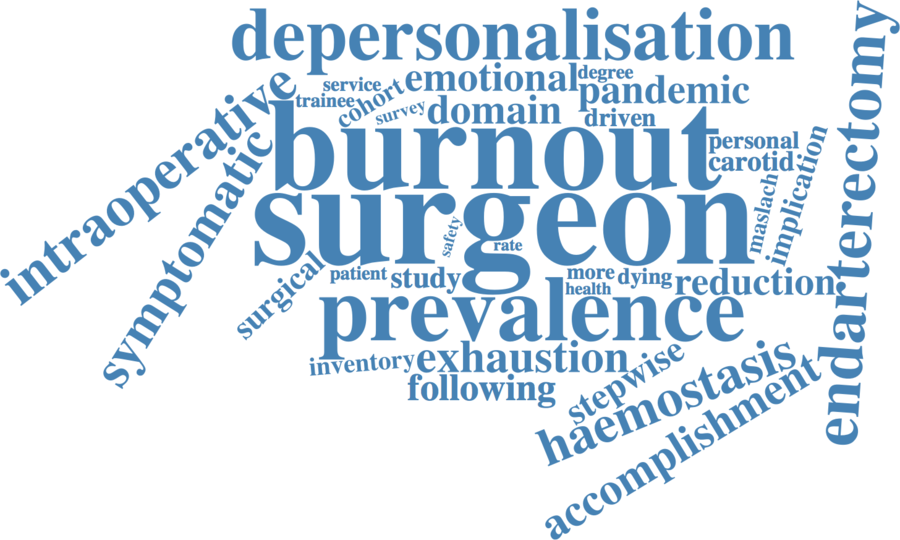 depersonalisation
service
emotional
degree
trainee
cohort
pandemic
survey
domain
driven
intraoperative
burnout
personal
carotid
symptomatic
surgeon
maslach
implication
endarterectomy
safety
rate
surgical
patient
study
more
dying
reduction
health
prevalence
inventory
exhaustion
following
stepwise
haemostasis
accomplishment